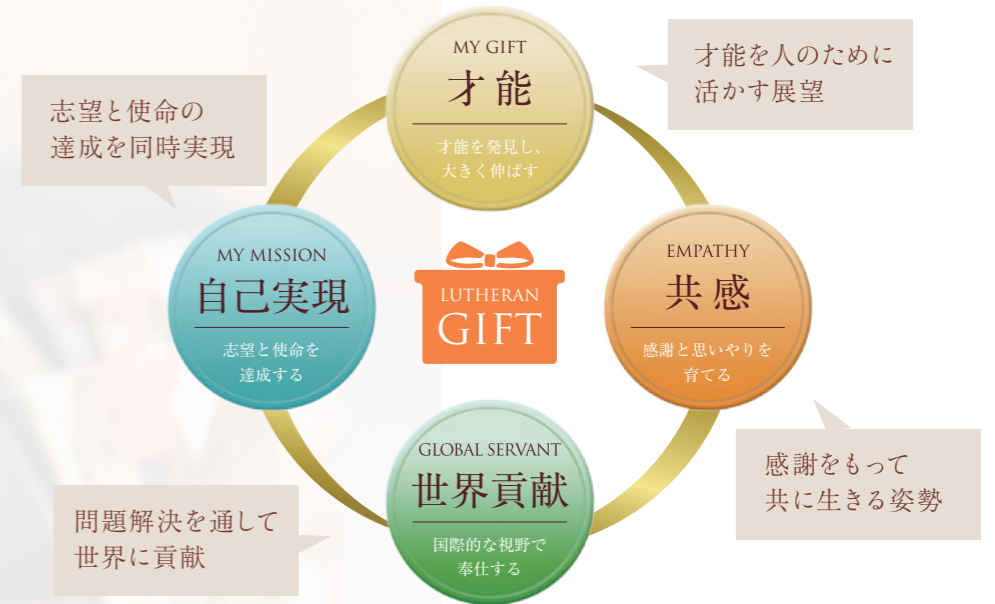 MY GIFT
才能
才能を発見し、
大きく伸ばす
才能を人のために
活かす展望
志望と使命の
達成を同時実現
MY MISSION
自己実現
志望と使命を
達成する
LUTHERAN
GIFT
EMPATHY
共感
感謝と思いやりを
育てる
感謝をもって
共に生きる姿勢
GLOBAL SERVANT
世界貢献
国際的な視野で
奉仕する
問題解決を通して
世界に貢献